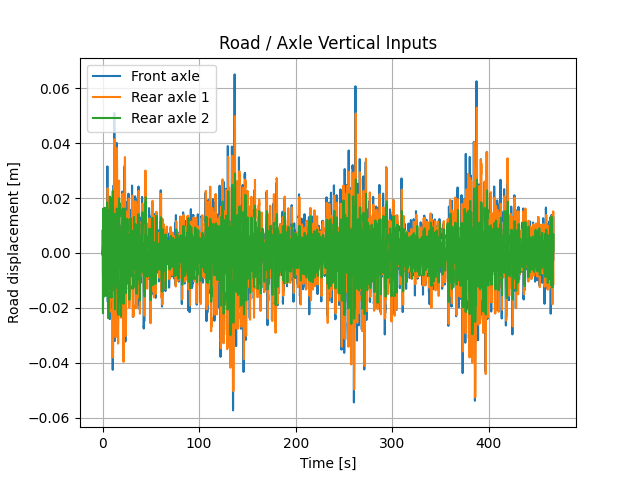 Road / Axle Vertical Inputs
Front axle
Rear axle 1
Rear axle 2
Road displacement [m]
0.06
0.04
0.02
0.00
−0.02
−0.04
−0.06
0
100
200
300
400
Time [s]